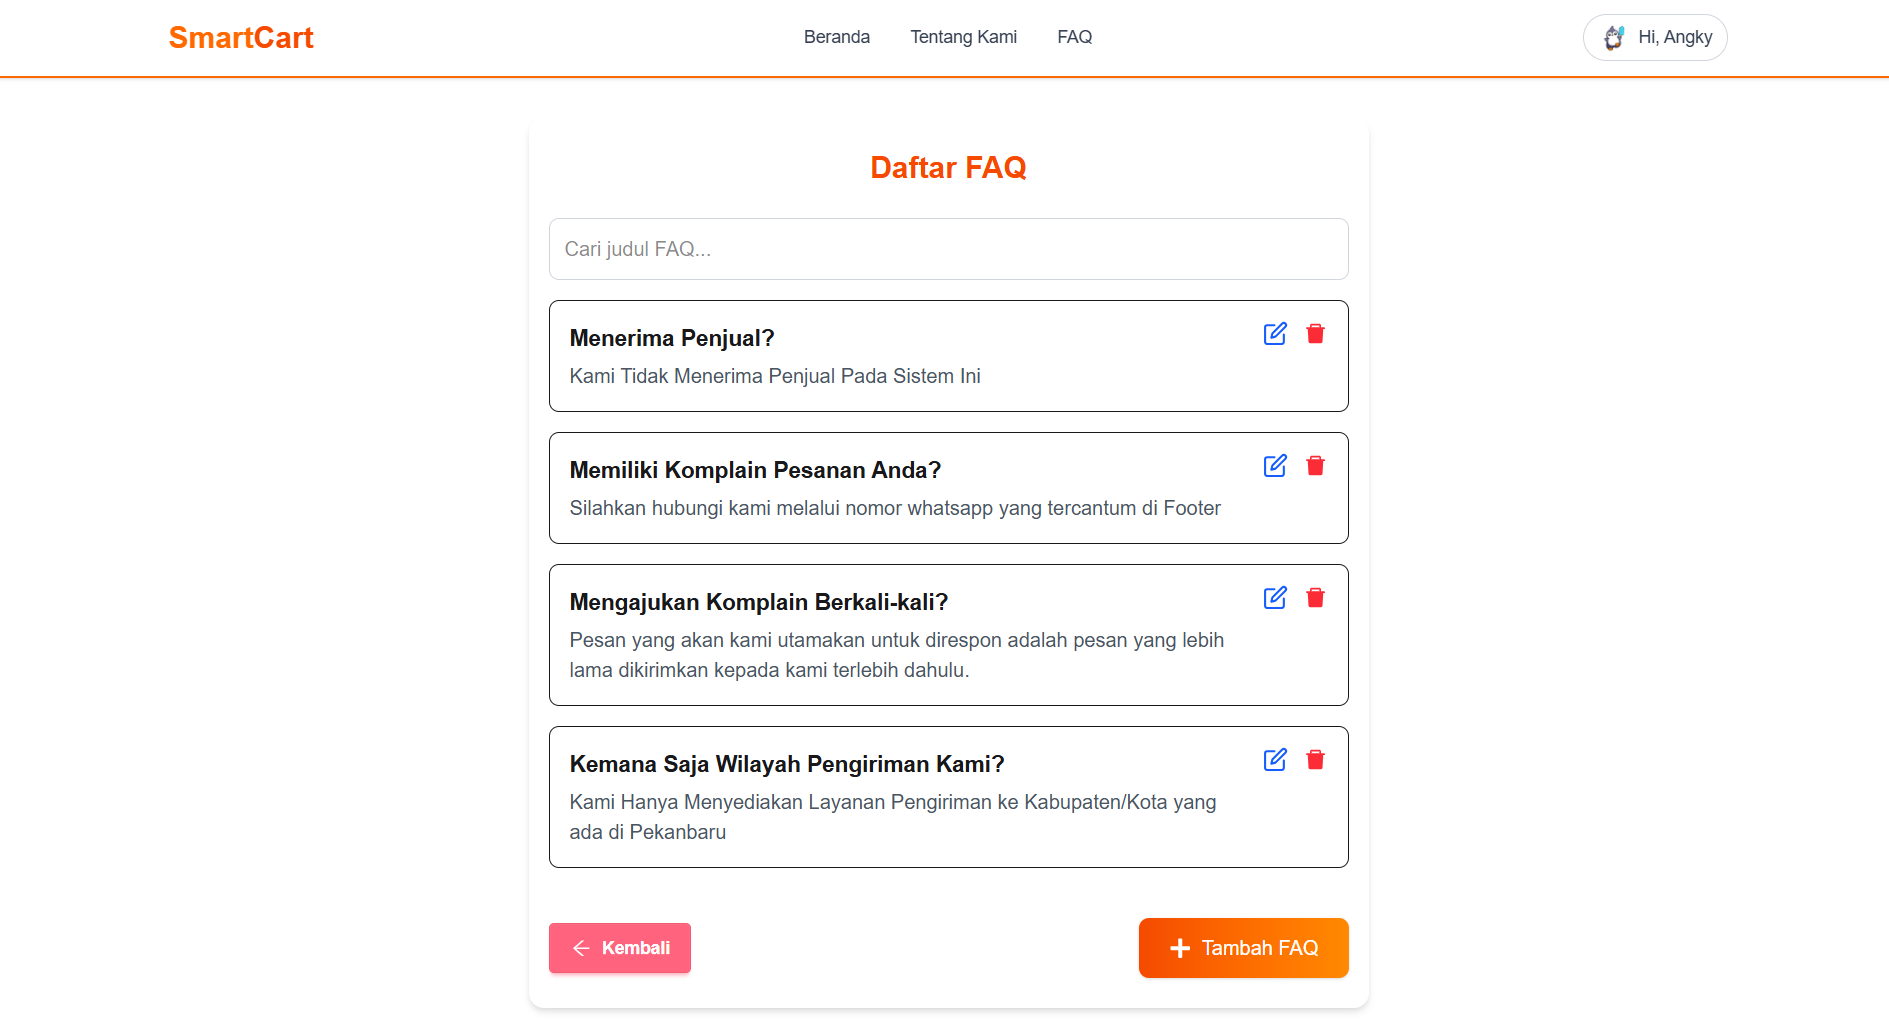 SmartCart
Beranda
Tentang Kami
FAQ
Hi, Angky
Daftar FAQ
Cari judul FAQ...
Menerima Penjual?
Kami Tidak Menerima Penjual Pada Sistem Ini
Memiliki Komplain Pesanan Anda?
Silahkan hubungi kami melalui nomor whatsapp yang tercantum di Footer
Mengajukan Komplain Berkali-kali?
Pesan yang akan kami utamakan untuk direspon adalah pesan yang lebih
lama dikirimkan kepada kami terlebih dahulu.
Kemana Saja Wilayah Pengiriman Kami?
Kami Hanya Menyediakan Layanan Pengiriman ke Kabupaten/Kota yang
ada di Pekanbaru
Kembali
Tambah FAQ